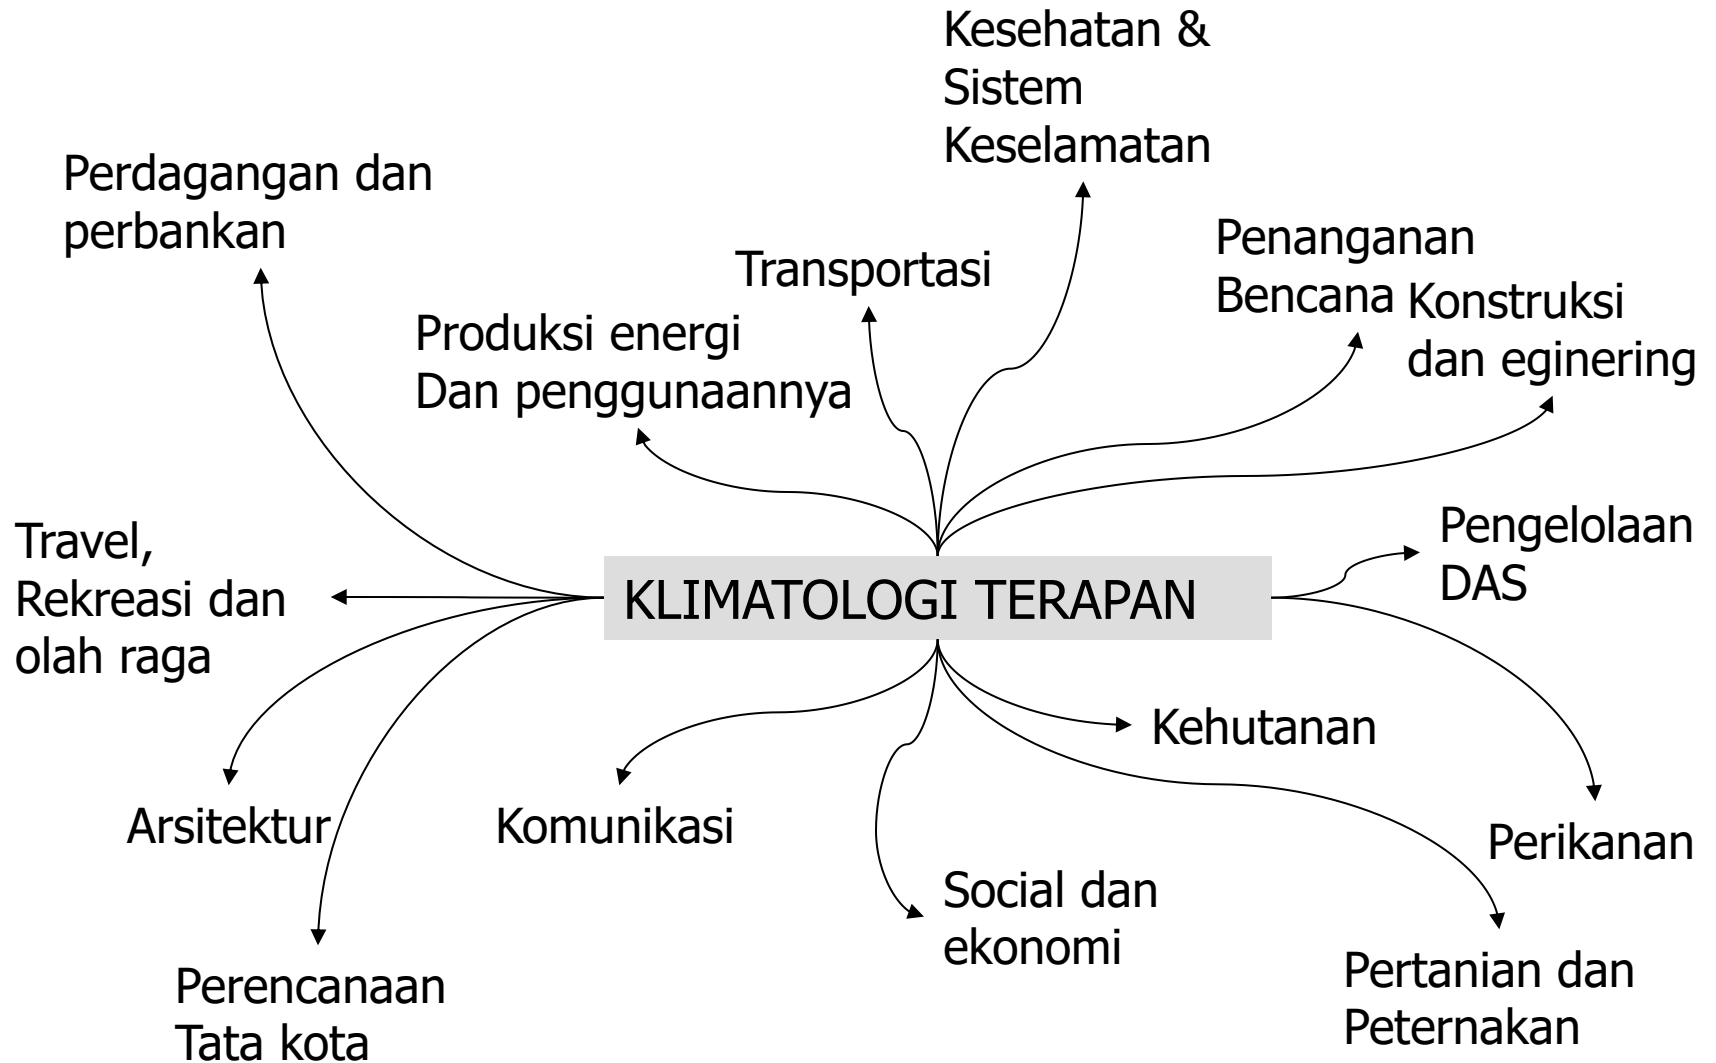 Kesehatan &
Sistem
Keselamatan
Perdagangan dan
perbankan
Transportasi
Penanganan
Bencana
Konstruksi
dan eginering
Produksi energi
Dan penggunaannya
Travel,
Rekreasi dan
olah raga
KLIMATOLOGI TERAPAN
Pengelolaan
DAS
Kehutanan
Arsitektur
Komunikasi
Perikanan
Social dan
ekonomi
Perencanaan
Tata kota
Pertanian dan
Peternakan